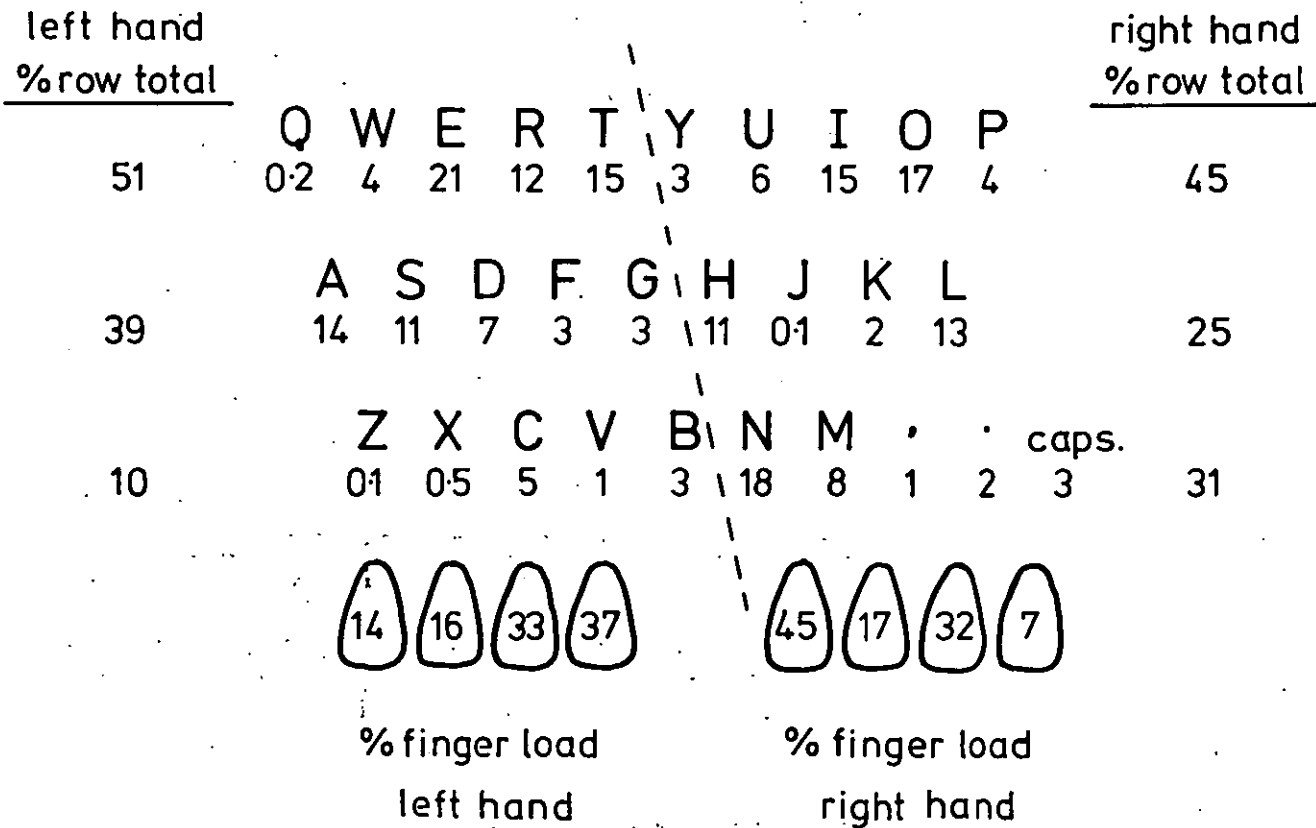 left hand right hand
% row total % row total
Q W E R T Y U I O P
51 0·2 4 21 12 15 3 6 15 17 4 45
A S D F. G H J K L
39 14 11 7 3 3 11 0·1 2 13 25
Z X C V B N M · · caps.
10 0·1 0·5 5 1 3 18 8 1 2 3 31
14 16 33 37 45 17 32 7
% finger load % finger load
left hand right hand